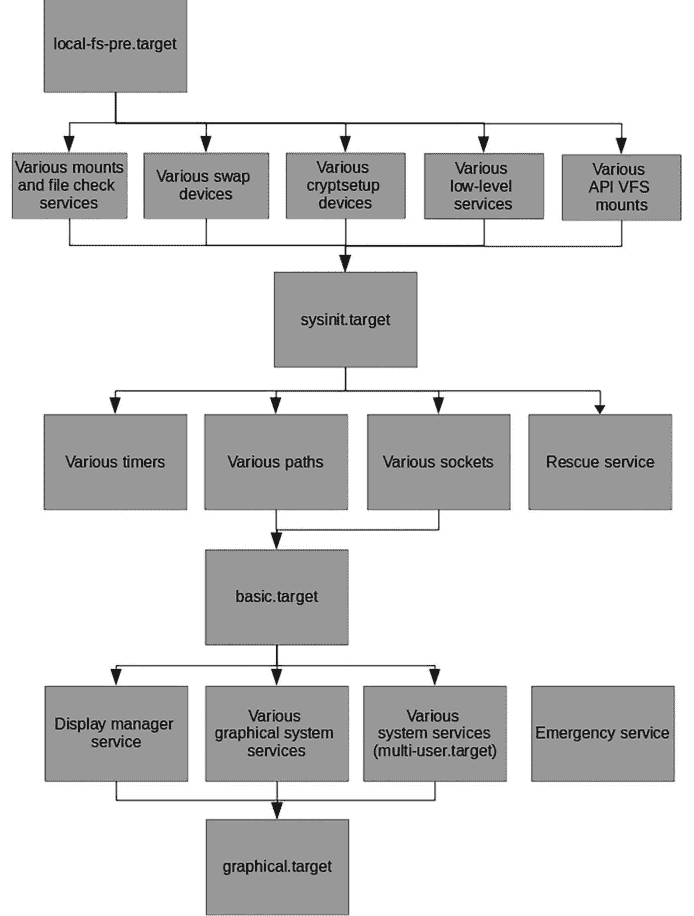 local-fs-pre.target
Various mounts
and file check
services
Various swap
devices
Various
cryptsetup
devices
Various
low-level
services
Various
API VFS
mounts
sysinit.target
Various timers
Various paths
Various sockets
Rescue service
basic.target
Display manager
service
Various
graphical system
services
Various
system services
(multi-user.target)
Emergency service
graphical.target